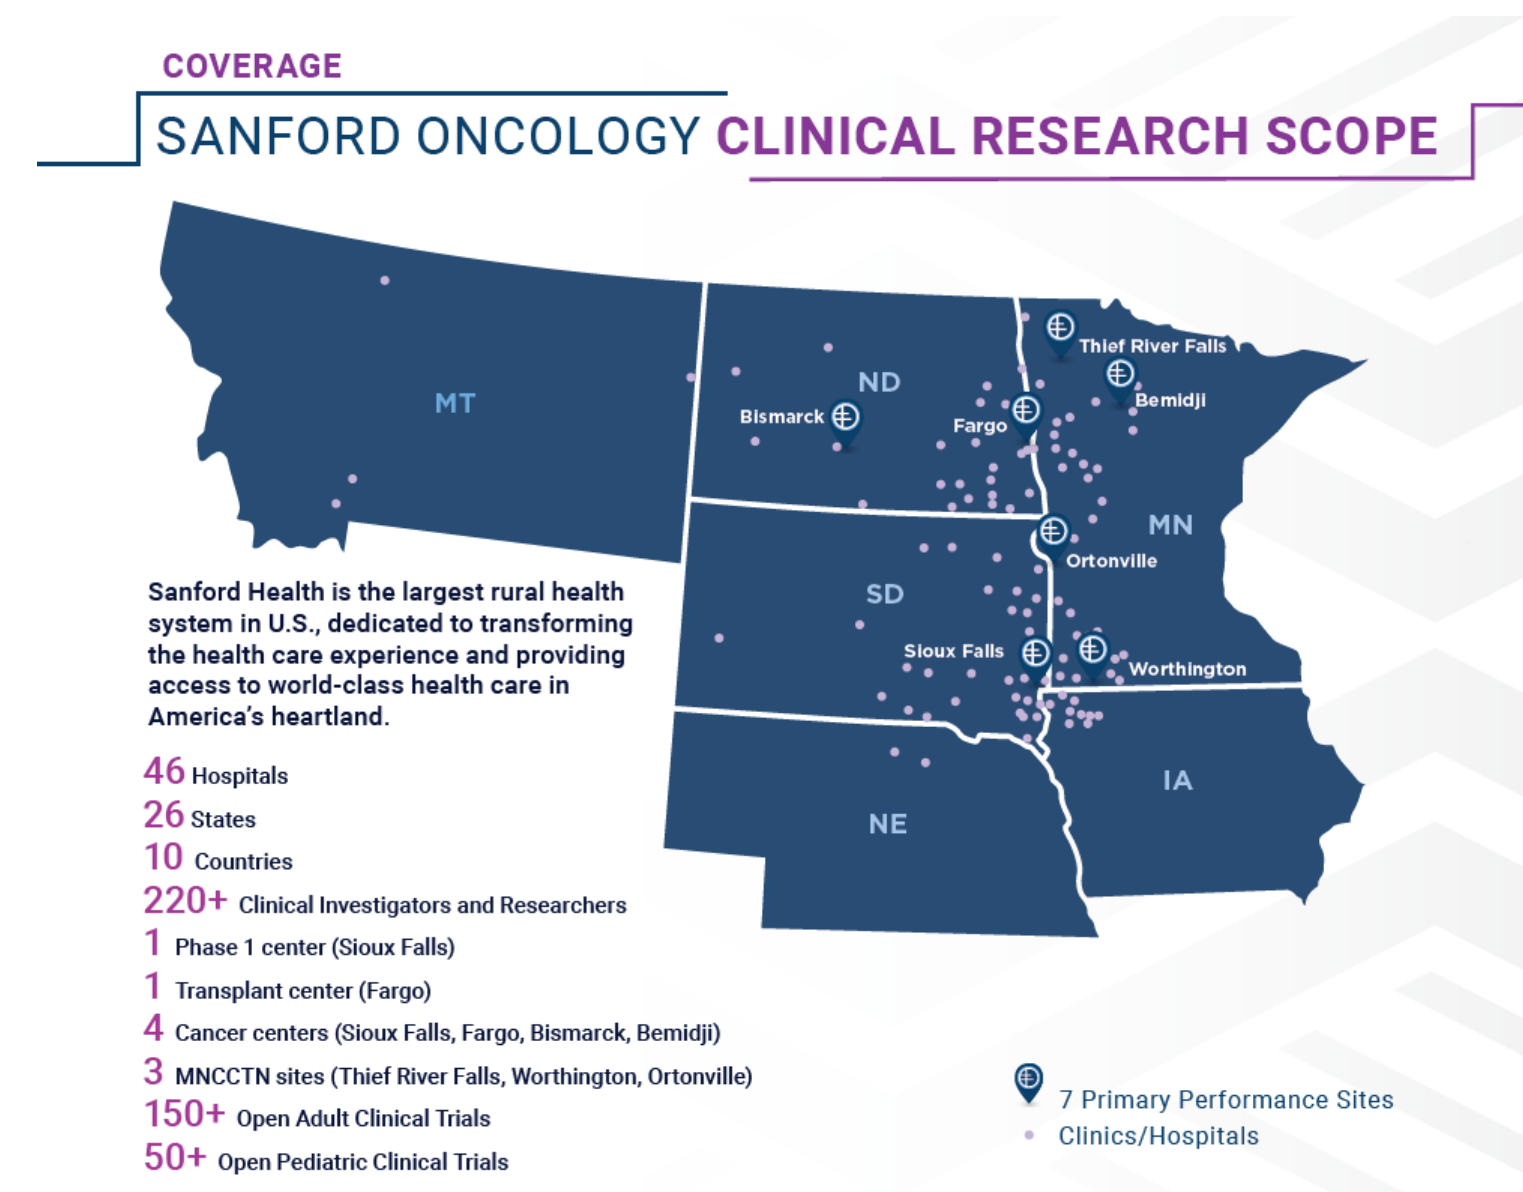 COVERAGE
SANFORD ONCOLOGY CLINICAL RESEARCH SCOPE
MT
ND
Thief River Falls
Bemidji
Bismarck
Fargo
MN
Ortonville
SD
Sioux Falls
Worthington
IA
NE
Sanford Health is the largest rural health
system in U.S., dedicated to transforming
the health care experience and providing
access to world-class health care in
America's heartland.
46 Hospitals
26 States
10 Countries
220+ Clinical Investigators and Researchers
1 Phase 1 center (Sioux Falls)
1 Transplant center (Fargo)
4 Cancer centers (Sioux Falls, Fargo, Bismarck, Bemidji)
3 MNCCTN sites (Thief River Falls, Worthington, Ortonville)
150+ Open Adult Clinical Trials
50+ Open Pediatric Clinical Trials
7 Primary Performance Sites
Clinics/Hospitals